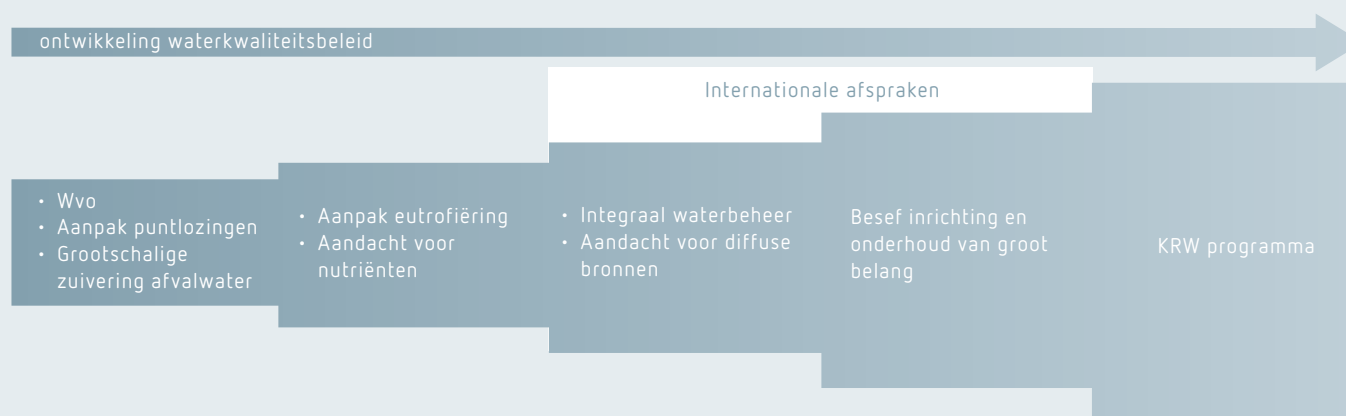 ontwikkeling waterkwaliteitsbeleid
Internationale afspraken
• Wvo
• Aanpak puntlozingen
• Grootschalige
zuivering afvalwater
• Aanpak eutrofiëring
• Aandacht voor
nutriënten
• Integraal waterbeheer
• Aandacht voor diffuse
bronnen
Besef inrichting en
onderhoud van groot
belang
KRW programma